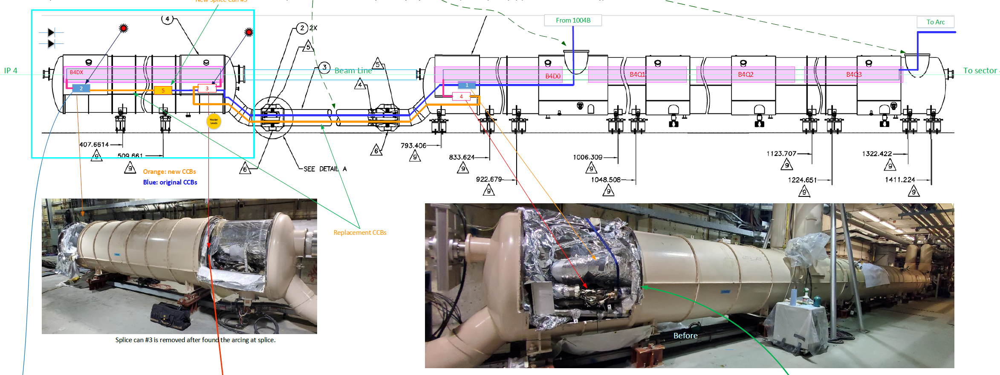 New Splice Can #5
4
2 2X
5
3
5
4
From 1004B
To Arc
IP 4
B4DX
Beam Line
B4D0
B4Q1
B4Q2
B4Q3
To sector
2
5
3
1
4
Heater
Leads
407.6614
9
509.661
9
6
6
SEE DETAIL A
793.406
9
833.624
9
922.679
9
1006.309
9
1048.508
9
1123.707
9
1224.651
9
1322.422
9
1411.224
9
Orange: new CCBs
Blue: original CCBs
Replacement CCBs
Before
Splice can #3 is removed after found the arcing at splice.